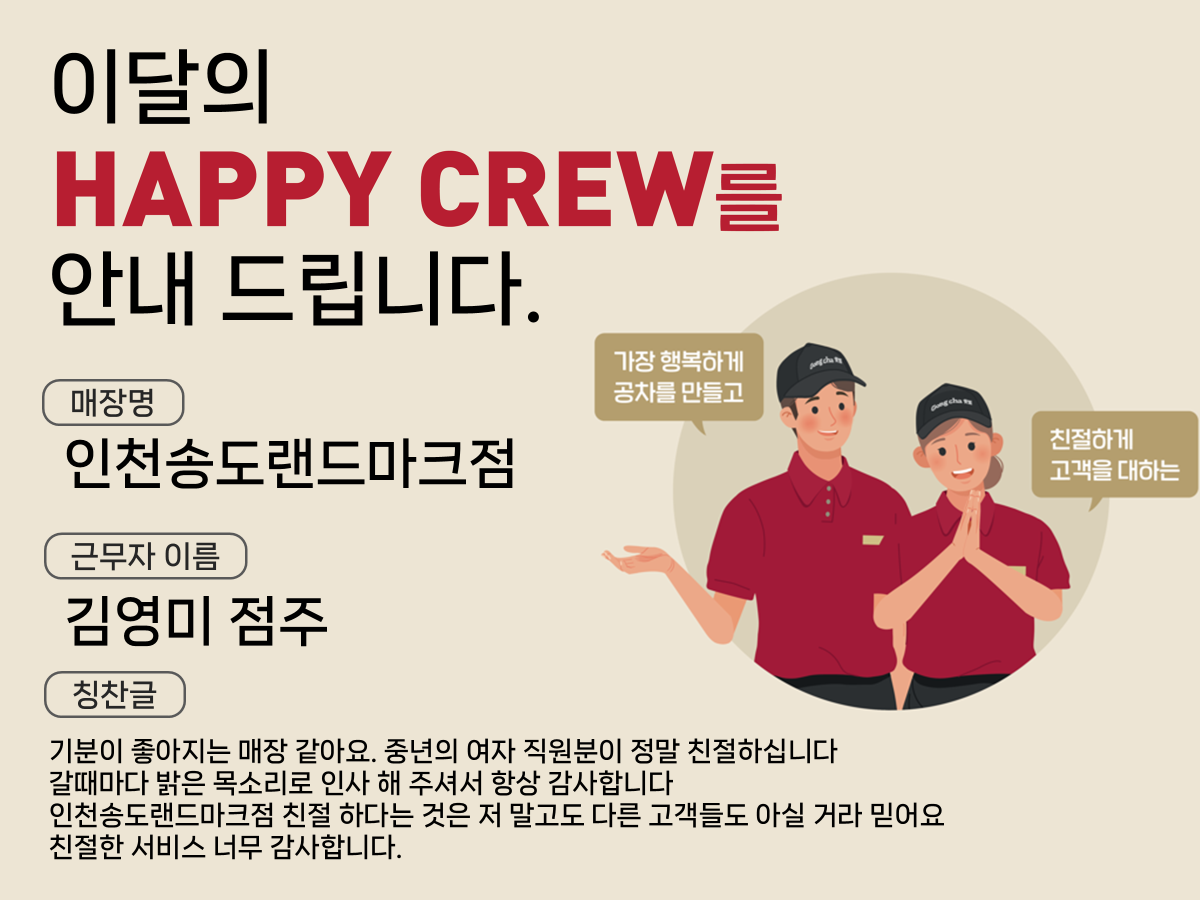 이달의
HAPPY CREW를
안내 드립니다.
가장 행복하게
공차를 만들고
친절하게
고객을 대하는
매장명
인천송도랜드마크점
근무자 이름
김영미 점주
칭찬글
기분이 좋아지는 매장 같아요. 중년의 여자 직원분이 정말 친절하십니다
갈때마다 밝은 목소리로 인사 해 주셔서 항상 감사합니다
인천송도랜드마크점 친절 하다는 것은 저 말고도 다른 고객들도 아실 거라 믿어요
친절한 서비스 너무 감사합니다.